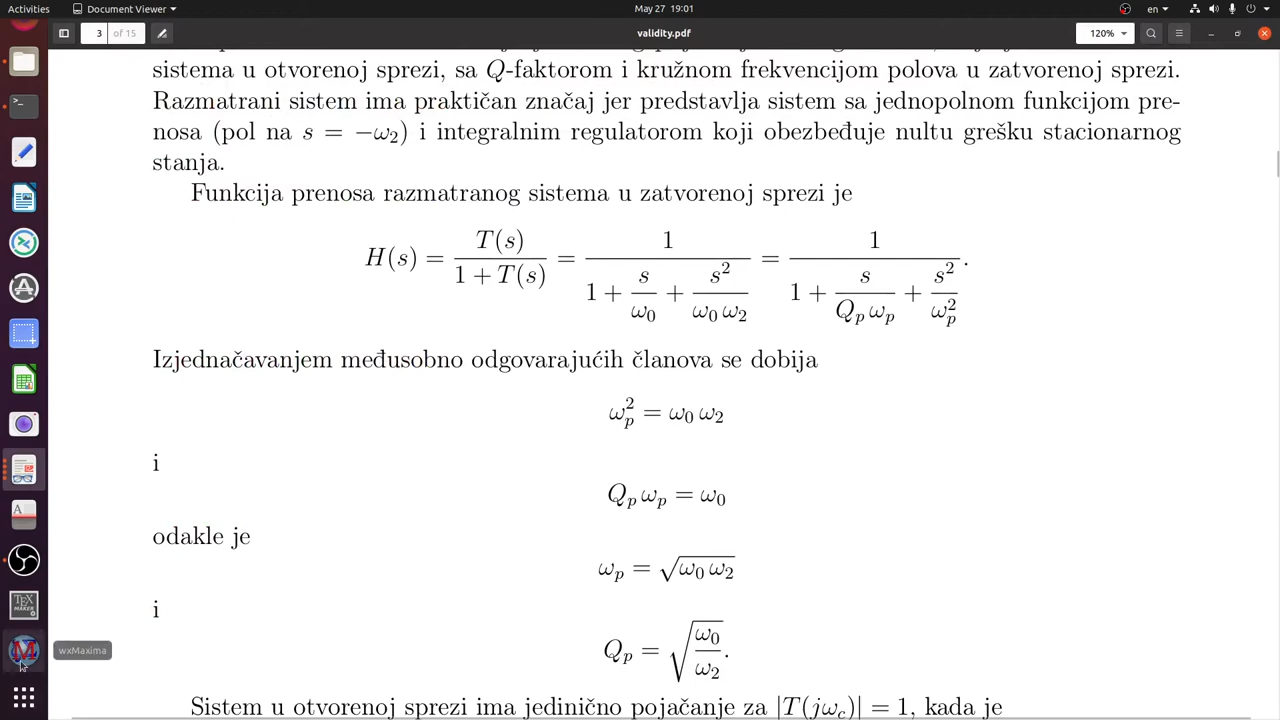 Activities
Document Viewer
May 27 19:01
en
3 of 15
validity.pdf
120%
sistema u otvorenoj sprezi, sa Q-faktorom i kružnom frekvencijom polova u zatvorenoj sprezi.
Razmatrani sistem ima praktičan značaj jer predstavlja sistem sa jednopolnom funkcijom pre-
nosa (pol na s = −ω₂) i integralnim regulatorom koji obezbeđuje nultu grešku stacionarnog
stanja.
Funkcija prenosa razmatranog sistema u zatvorenoj sprezi je
H(s) = T(s) / (1 + T(s)) = 1 / (1 + s/ω₀ + s²/(ω₀ ω₂)) = 1 / (1 + s/(Qₚ ωₚ) + s²/ωₚ²).
Izjednačavanjem međusobno odgovarajućih članova se dobija
ωₚ² = ω₀ ω₂
i
Qₚ ωₚ = ω₀
odakle je
ωₚ = √(ω₀ ω₂)
i
wxMaxima
Qₚ = √(ω₀/ω₂).
Sistem u otvorenoj sprezi ima jedinično pojačanje za |T(jω_c)| = 1, kada je